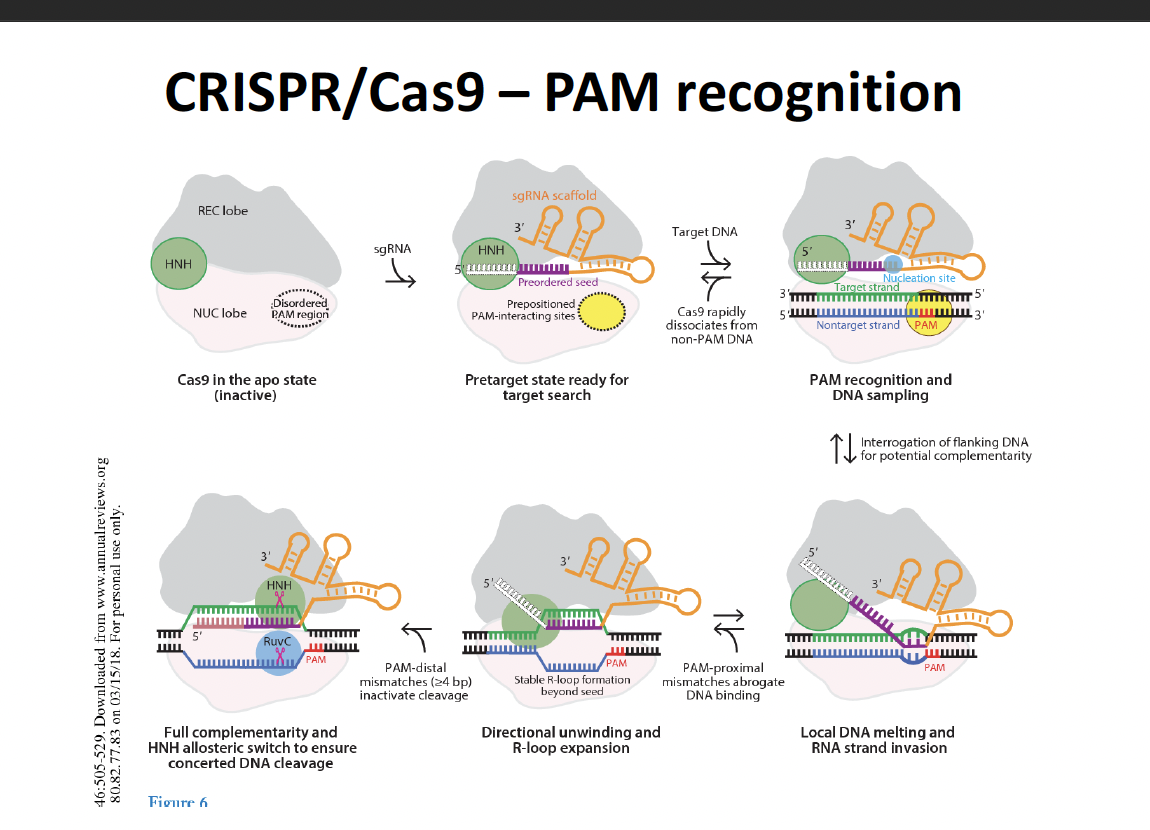 CRISPR/Cas9 – PAM recognition
REC lobe
HNH
NUC lobe
Disordered
PAM region
Cas9 in the apo state
(inactive)
sgRNA
sgRNA scaffold
3′
HNH
5′
Preordered seed
Prepositioned
PAM-interacting sites
Pretarget state ready for
target search
Target DNA
Cas9 rapidly
dissociates from
non-PAM DNA
3′
5′
Nucleation site
Target strand
3′
5′
5′
3′
Nontarget strand
PAM
PAM recognition and
DNA sampling
Interrogation of flanking DNA
for potential complementarity
5′
3′
PAM
Local DNA melting and
RNA strand invasion
PAM-proximal
mismatches abrogate
DNA binding
3′
5′
PAM
Stable R-loop formation
beyond seed
Directional unwinding and
R-loop expansion
PAM-distal
mismatches (≥4 bp)
inactivate cleavage
3′
HNH
5′
RuvC
PAM
Full complementarity and
HNH allosteric switch to ensure
concerted DNA cleavage
46:505-529. Downloaded from www.annualreviews.org
80.82.77.83 on 03/15/18. For personal use only.
Figure 6